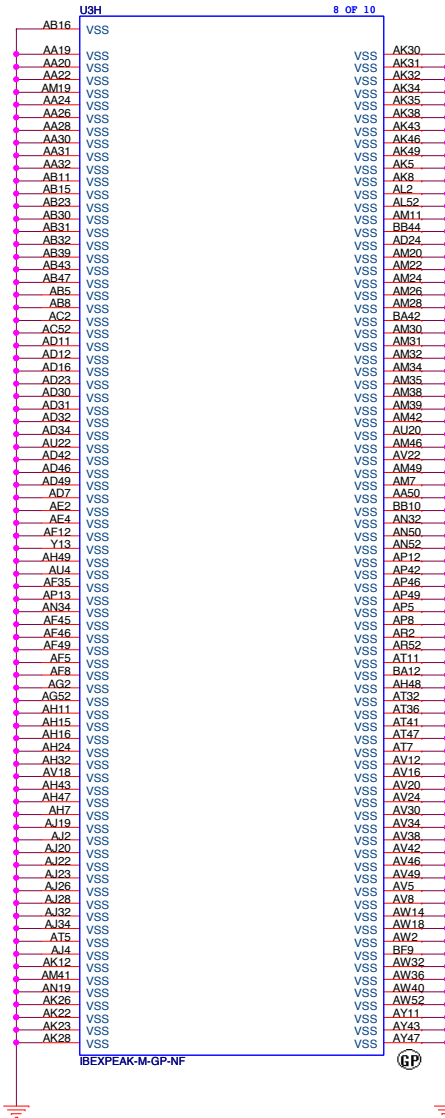 U3H 8 OF 10
AB16 VSS
AA19 VSS VSS AK30
AA20 VSS VSS AK31
AA22 VSS VSS AK32
AM19 VSS VSS AK34
AA24 VSS VSS AK35
AA26 VSS VSS AK38
AA28 VSS VSS AK43
AA30 VSS VSS AK46
AA31 VSS VSS AK49
AA32 VSS VSS AK5
AB11 VSS VSS AK8
AB15 VSS VSS AL2
AB23 VSS VSS AL52
AB30 VSS VSS AM11
AB31 VSS VSS BB44
AB32 VSS VSS AD24
AB39 VSS VSS AM20
AB43 VSS VSS AM22
AB47 VSS VSS AM24
AB5 VSS VSS AM26
AB8 VSS VSS AM28
AC2 VSS VSS BA42
AC52 VSS VSS AM30
AD11 VSS VSS AM31
AD12 VSS VSS AM32
AD16 VSS VSS AM34
AD23 VSS VSS AM35
AD30 VSS VSS AM38
AD31 VSS VSS AM39
AD32 VSS VSS AM42
AD34 VSS VSS AU20
AU22 VSS VSS AM46
AD42 VSS VSS AV22
AD46 VSS VSS AM49
AD49 VSS VSS AM7
AD7 VSS VSS AA50
AE2 VSS VSS BB10
AE4 VSS VSS AN32
AF12 VSS VSS AN50
Y13 VSS VSS AN52
AH49 VSS VSS AP12
AU4 VSS VSS AP42
AF35 VSS VSS AP46
AP13 VSS VSS AP49
AN34 VSS VSS AP5
AF45 VSS VSS AP8
AF46 VSS VSS AR2
AF49 VSS VSS AR52
AF5 VSS VSS AT11
AF8 VSS VSS BA12
AG2 VSS VSS AH48
AG52 VSS VSS AT32
AH11 VSS VSS AT36
AH15 VSS VSS AT41
AH16 VSS VSS AT47
AH24 VSS VSS AT7
AH32 VSS VSS AV12
AV18 VSS VSS AV16
AH43 VSS VSS AV20
AH47 VSS VSS AV24
AH7 VSS VSS AV30
AJ19 VSS VSS AV34
AJ2 VSS VSS AV38
AJ20 VSS VSS AV42
AJ22 VSS VSS AV46
AJ23 VSS VSS AV49
AJ26 VSS VSS AV5
AJ28 VSS VSS AV8
AJ32 VSS VSS AW14
AJ34 VSS VSS AW18
AT5 VSS VSS AW2
AJ4 VSS VSS BF9
AK12 VSS VSS AW32
AM41 VSS VSS AW36
AN19 VSS VSS AW40
AK26 VSS VSS AW52
AK22 VSS VSS AY11
AK23 VSS VSS AY43
AK28 VSS VSS AY47
IBEXPEAK-M-GP-NF GP